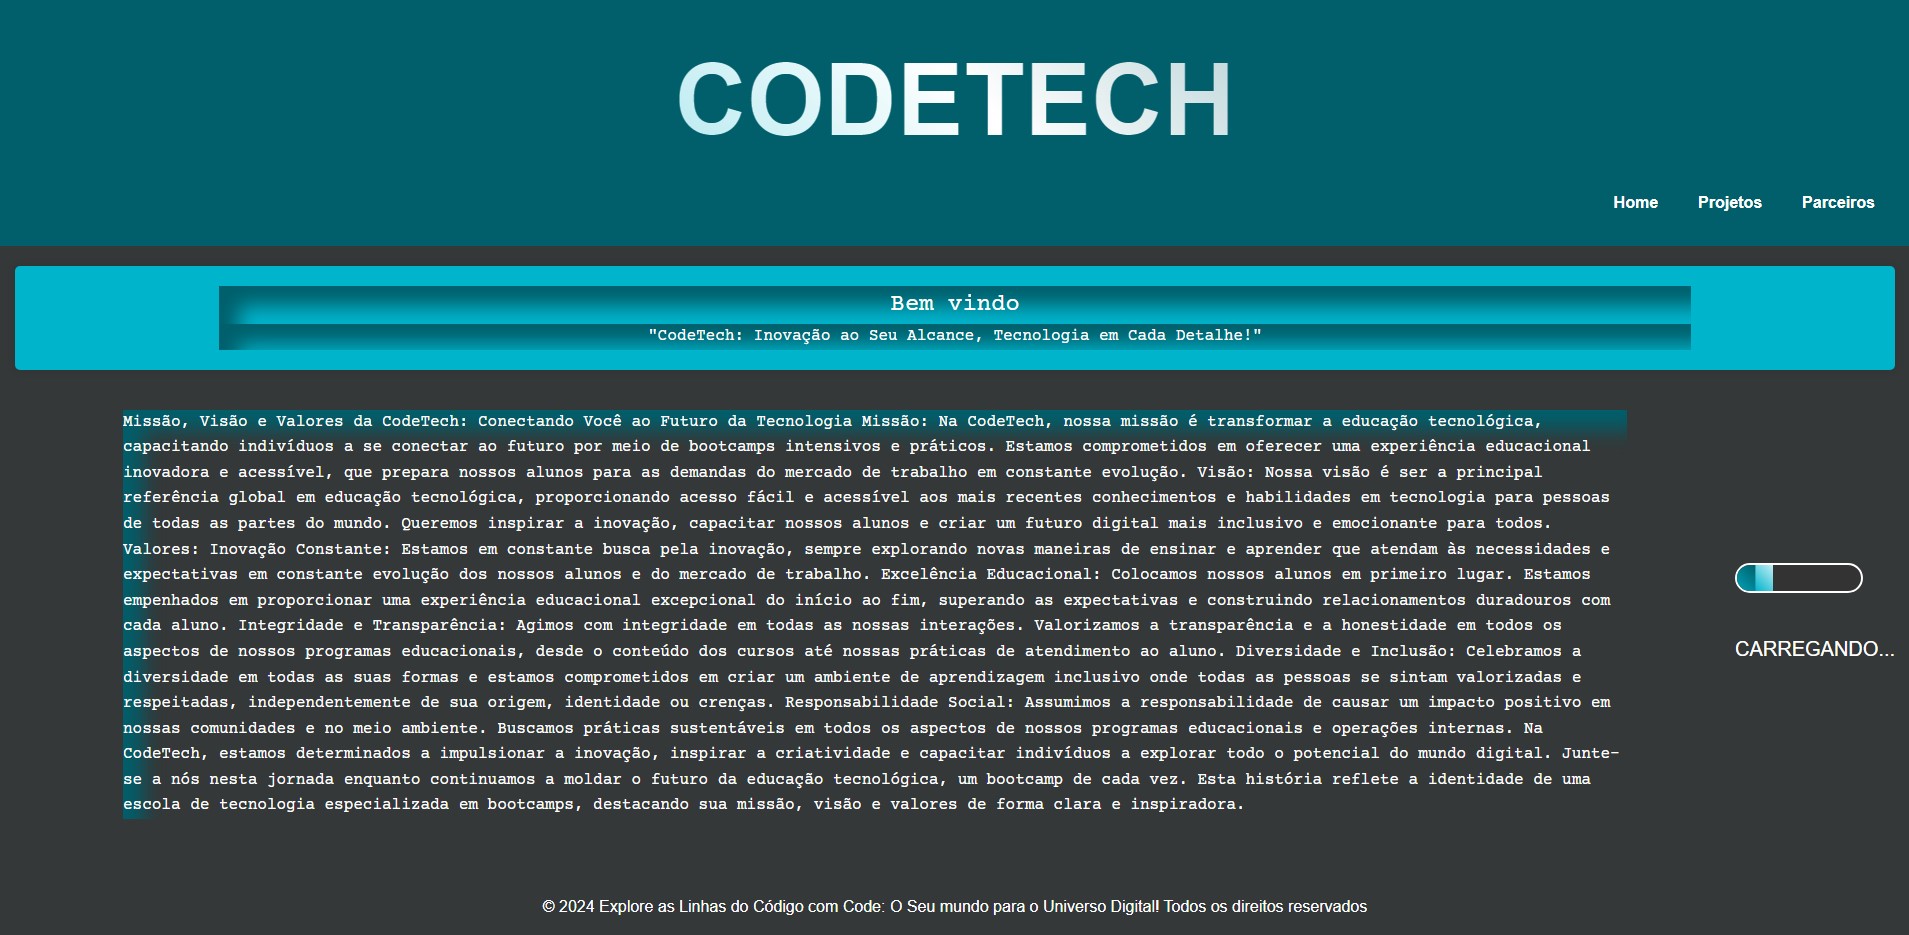 CODETECH
Home Projetos Parceiros
Bem vindo
"CodeTech: Inovação ao Seu Alcance, Tecnologia em Cada Detalhe!"
Missão, Visão e Valores da CodeTech: Conectando Você ao Futuro da Tecnologia Missão: Na CodeTech, nossa missão é transformar a educação tecnológica,
capacitando indivíduos a se conectar ao futuro por meio de bootcamps intensivos e práticos. Estamos comprometidos em oferecer uma experiência educacional
inovadora e acessível, que prepara nossos alunos para as demandas do mercado de trabalho em constante evolução. Visão: Nossa visão é ser a principal
referência global em educação tecnológica, proporcionando acesso fácil e acessível aos mais recentes conhecimentos e habilidades em tecnologia para pessoas
de todas as partes do mundo. Queremos inspirar a inovação, capacitar nossos alunos e criar um futuro digital mais inclusivo e emocionante para todos.
Valores: Inovação Constante: Estamos em constante busca pela inovação, sempre explorando novas maneiras de ensinar e aprender que atendam às necessidades e
expectativas em constante evolução dos nossos alunos e do mercado de trabalho. Excelência Educacional: Colocamos nossos alunos em primeiro lugar. Estamos
empenhados em proporcionar uma experiência educacional excepcional do início ao fim, superando as expectativas e construindo relacionamentos duradouros com
cada aluno. Integridade e Transparência: Agimos com integridade em todas as nossas interações. Valorizamos a transparência e a honestidade em todos os
aspectos de nossos programas educacionais, desde o conteúdo dos cursos até nossas práticas de atendimento ao aluno. Diversidade e Inclusão: Celebramos a
diversidade em todas as suas formas e estamos comprometidos em criar um ambiente de aprendizagem inclusivo onde todas as pessoas se sintam valorizadas e
respeitadas, independentemente de sua origem, identidade ou crenças. Responsabilidade Social: Assumimos a responsabilidade de causar um impacto positivo em
nossas comunidades e no meio ambiente. Buscamos práticas sustentáveis em todos os aspectos de nossos programas educacionais e operações internas. Na
CodeTech, estamos determinados a impulsionar a inovação, inspirar a criatividade e capacitar indivíduos a explorar todo o potencial do mundo digital. Junte-
se a nós nesta jornada enquanto continuamos a moldar o futuro da educação tecnológica, um bootcamp de cada vez. Esta história reflete a identidade de uma
escola de tecnologia especializada em bootcamps, destacando sua missão, visão e valores de forma clara e inspiradora.
CARREGANDO...
© 2024 Explore as Linhas do Código com Code: O Seu mundo para o Universo Digital! Todos os direitos reservados